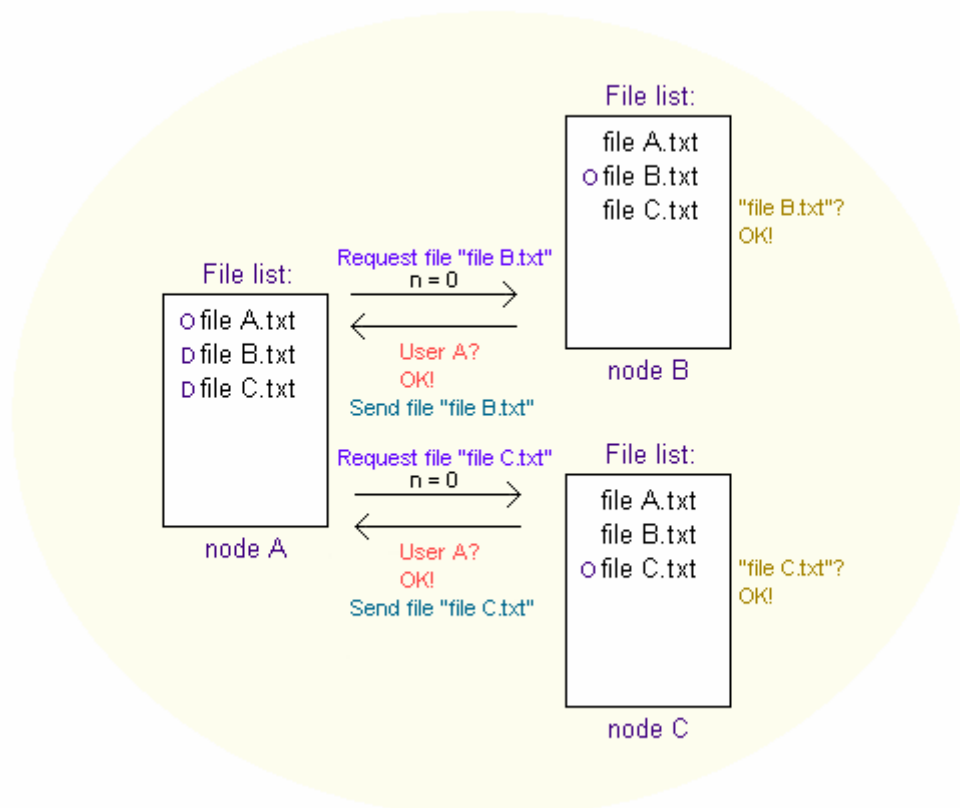 File list:
file A.txt
O file B.txt
file C.txt
"file B.txt"?
OK!
node B
Request file "file B.txt"
n = 0
User A?
OK!
Send file "file B.txt"
File list:
O file A.txt
D file B.txt
D file C.txt
node A
Request file "file C.txt"
n = 0
User A?
OK!
Send file "file C.txt"
File list:
file A.txt
file B.txt
O file C.txt
"file C.txt"?
OK!
node C